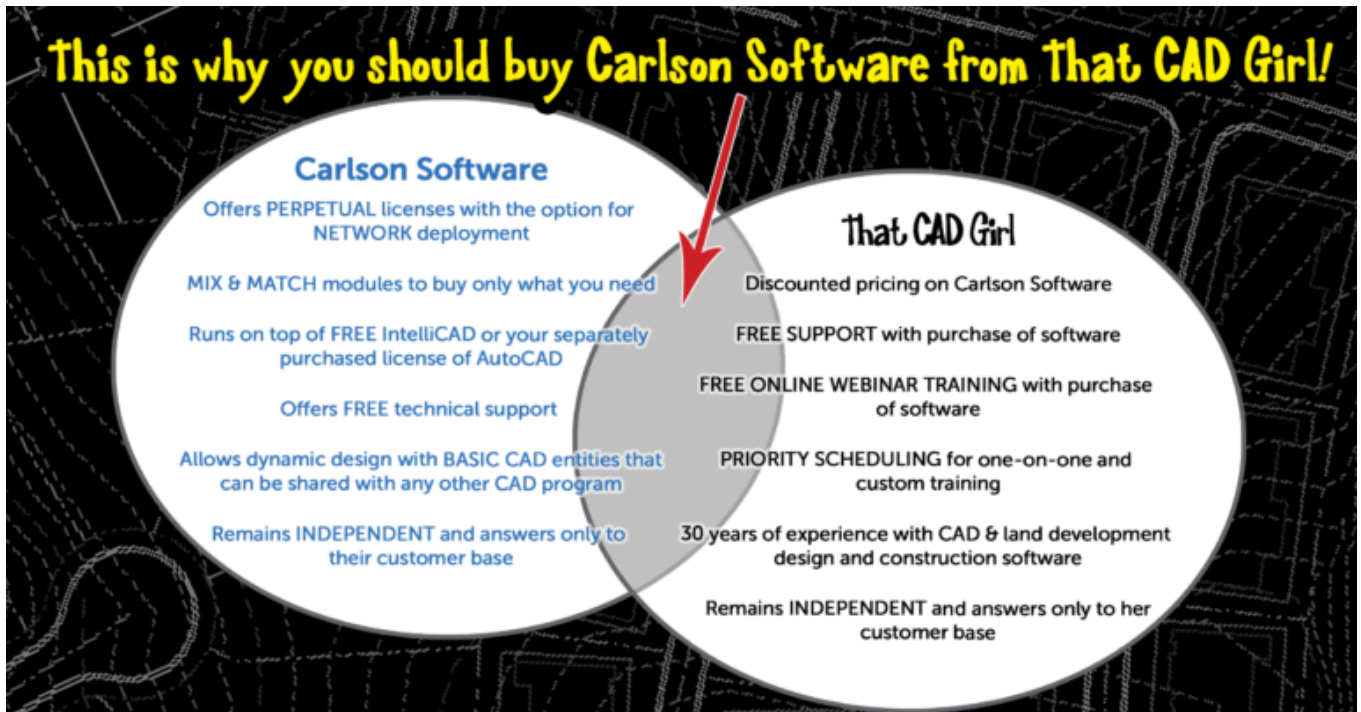 This is why you should buy Carlson Software from That CAD Girl!
Carlson Software
Offers PERPETUAL licenses with the option for
NETWORK deployment
MIX & MATCH modules to buy only what you need
Runs on top of FREE IntelliCAD or your separately
purchased license of AutoCAD
Offers FREE technical support
Allows dynamic design with BASIC CAD entities that
can be shared with any other CAD program
Remains INDEPENDENT and answers only to
their customer base
That CAD Girl
Discounted pricing on Carlson Software
FREE SUPPORT with purchase of software
FREE ONLINE WEBINAR TRAINING with purchase
of software
PRIORITY SCHEDULING for one-on-one and
custom training
30 years of experience with CAD & land development
design and construction software
Remains INDEPENDENT and answers only to her
customer base